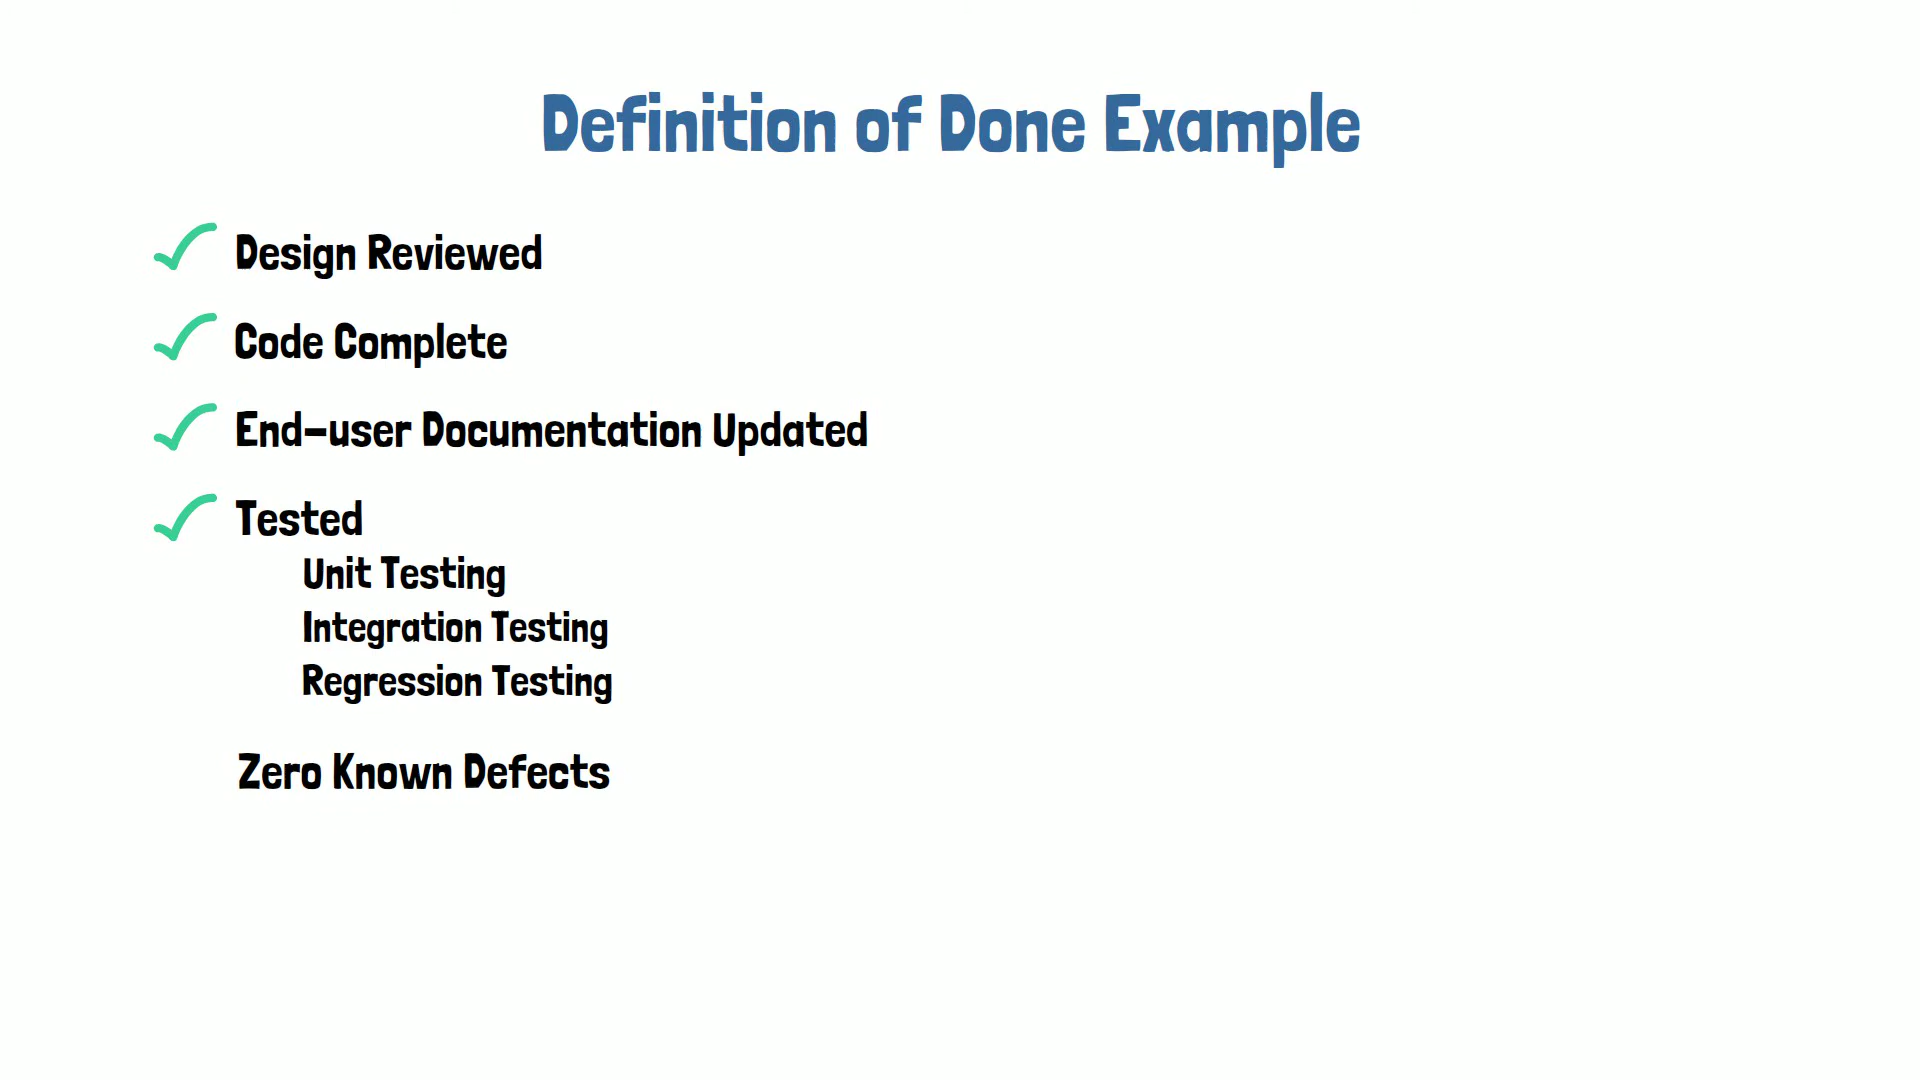 Definition of Done Example
Design Reviewed
Code Complete
End-user Documentation Updated
Tested
Unit Testing
Integration Testing
Regression Testing
Zero Known Defects